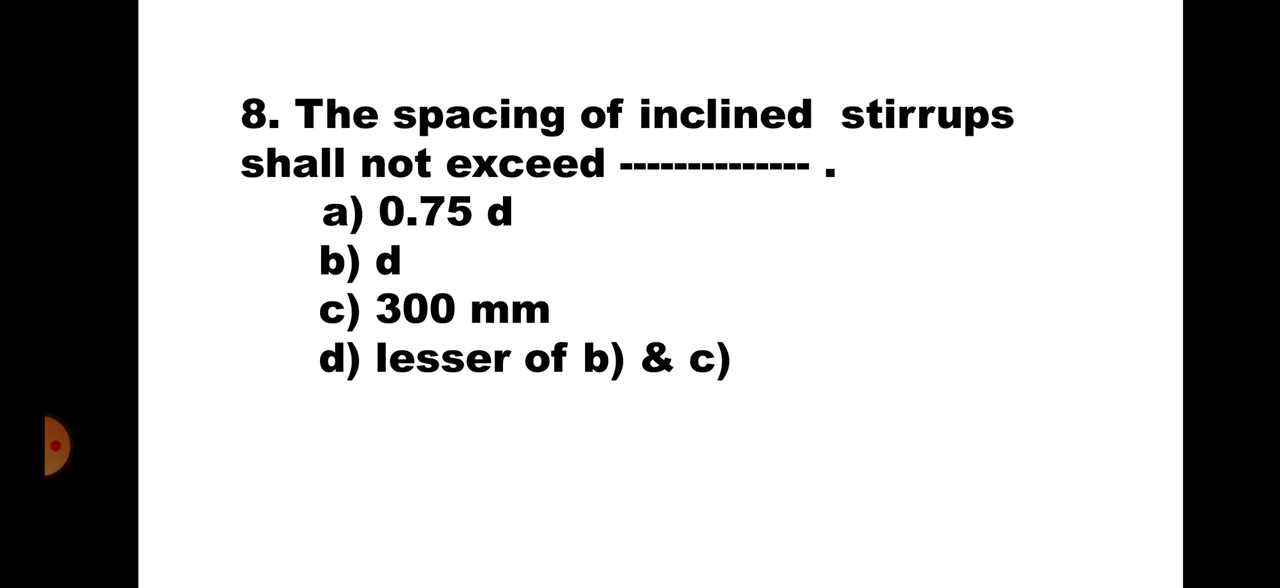 8. The spacing of inclined stirrups
shall not exceed -------------- .
a) 0.75 d
b) d
c) 300 mm
d) lesser of b) & c)